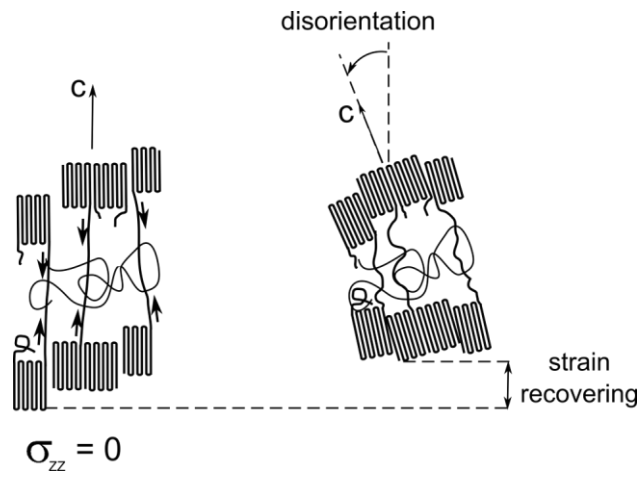 disorientation
c
c
strain
recovering
σzz = 0